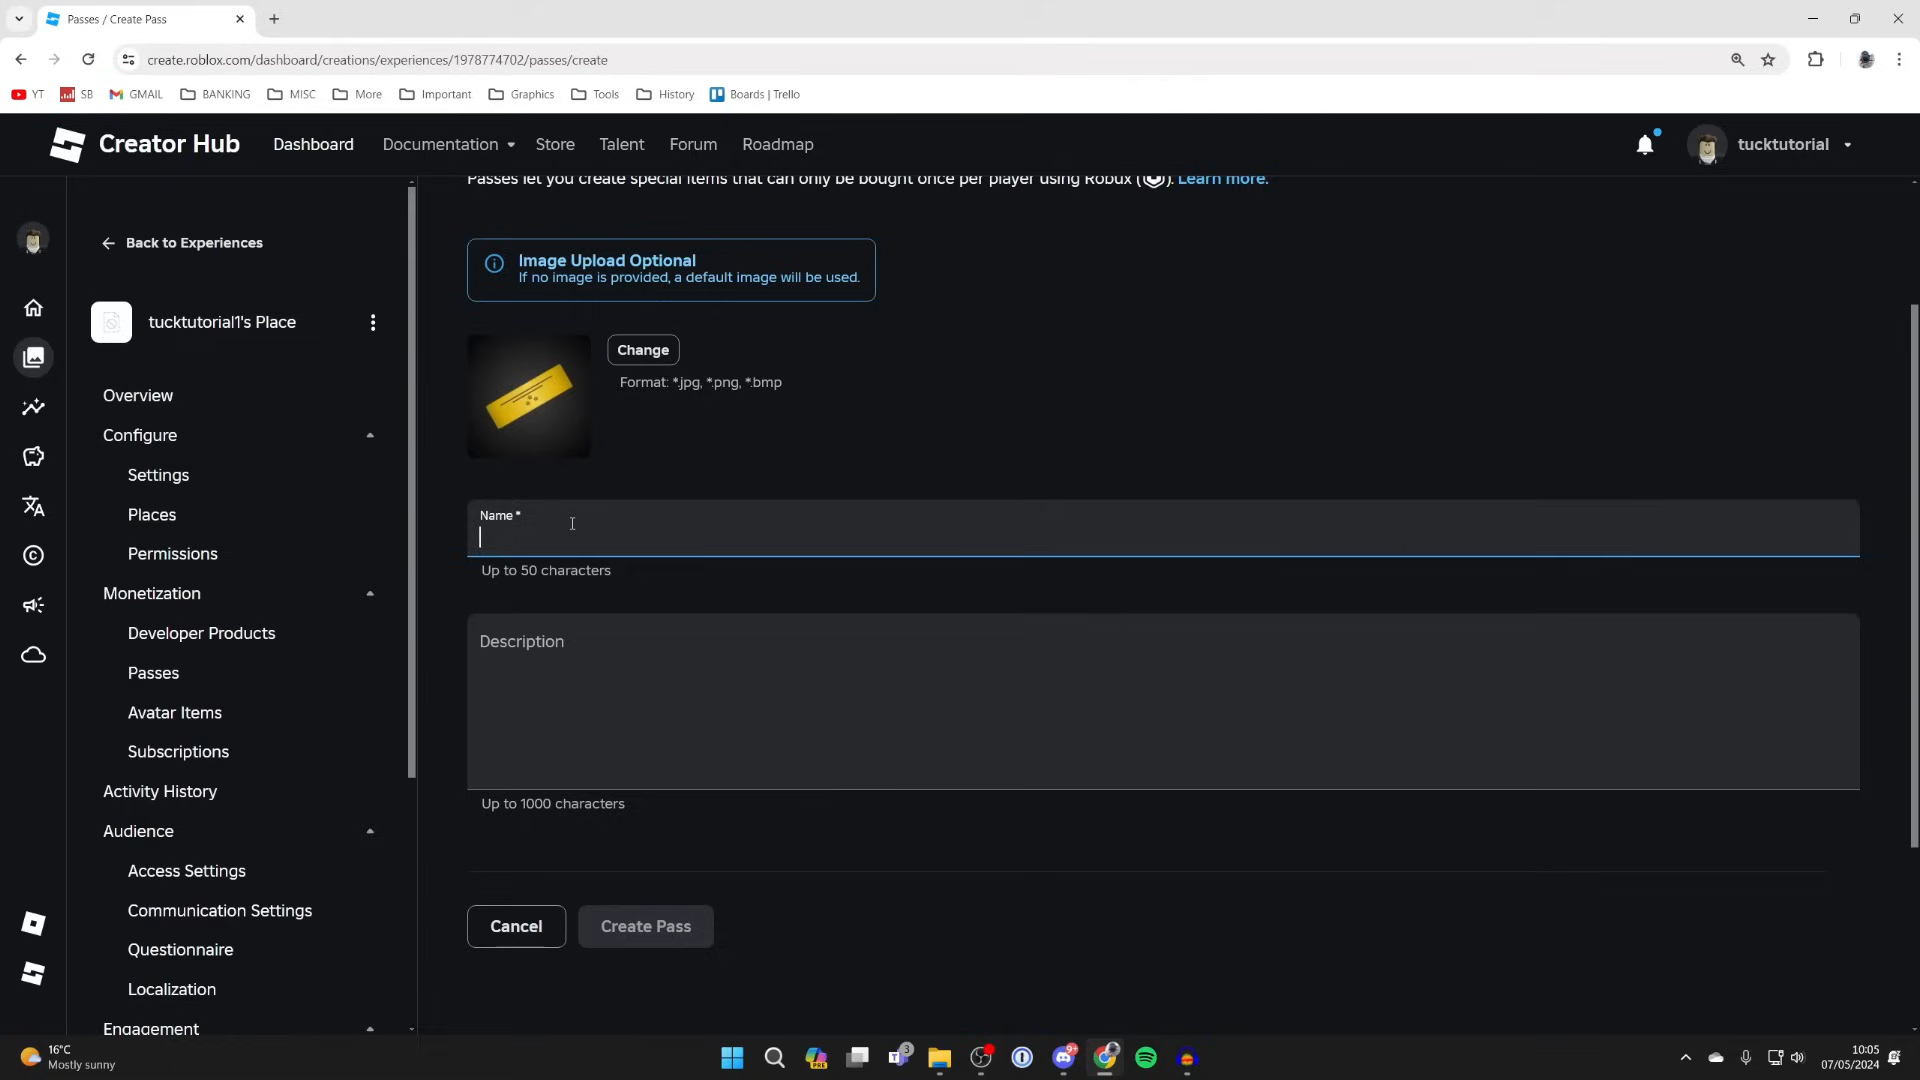 Passes / Create Pass
create.roblox.com/dashboard/creations/experiences/1978774702/passes/create
YT SB GMAIL BANKING MISC More Important Graphics Tools History Boards | Trello
Creator Hub Dashboard Documentation Store Talent Forum Roadmap tucktutorial
Passes let you create special items that can only be bought once per player using Robux ( ). Learn more.
Back to Experiences
tucktutorial1's Place
Overview
Configure
Settings
Places
Permissions
Monetization
Developer Products
Passes
Avatar Items
Subscriptions
Activity History
Audience
Access Settings
Communication Settings
Questionnaire
Localization
Engagement
Image Upload Optional
If no image is provided, a default image will be used.
Change
Format: *.jpg, *.png, *.bmp
Name *
Up to 50 characters
Description
Up to 1000 characters
Cancel Create Pass
16°C
Mostly sunny
PRE
3
9+
10:05
07/05/2024